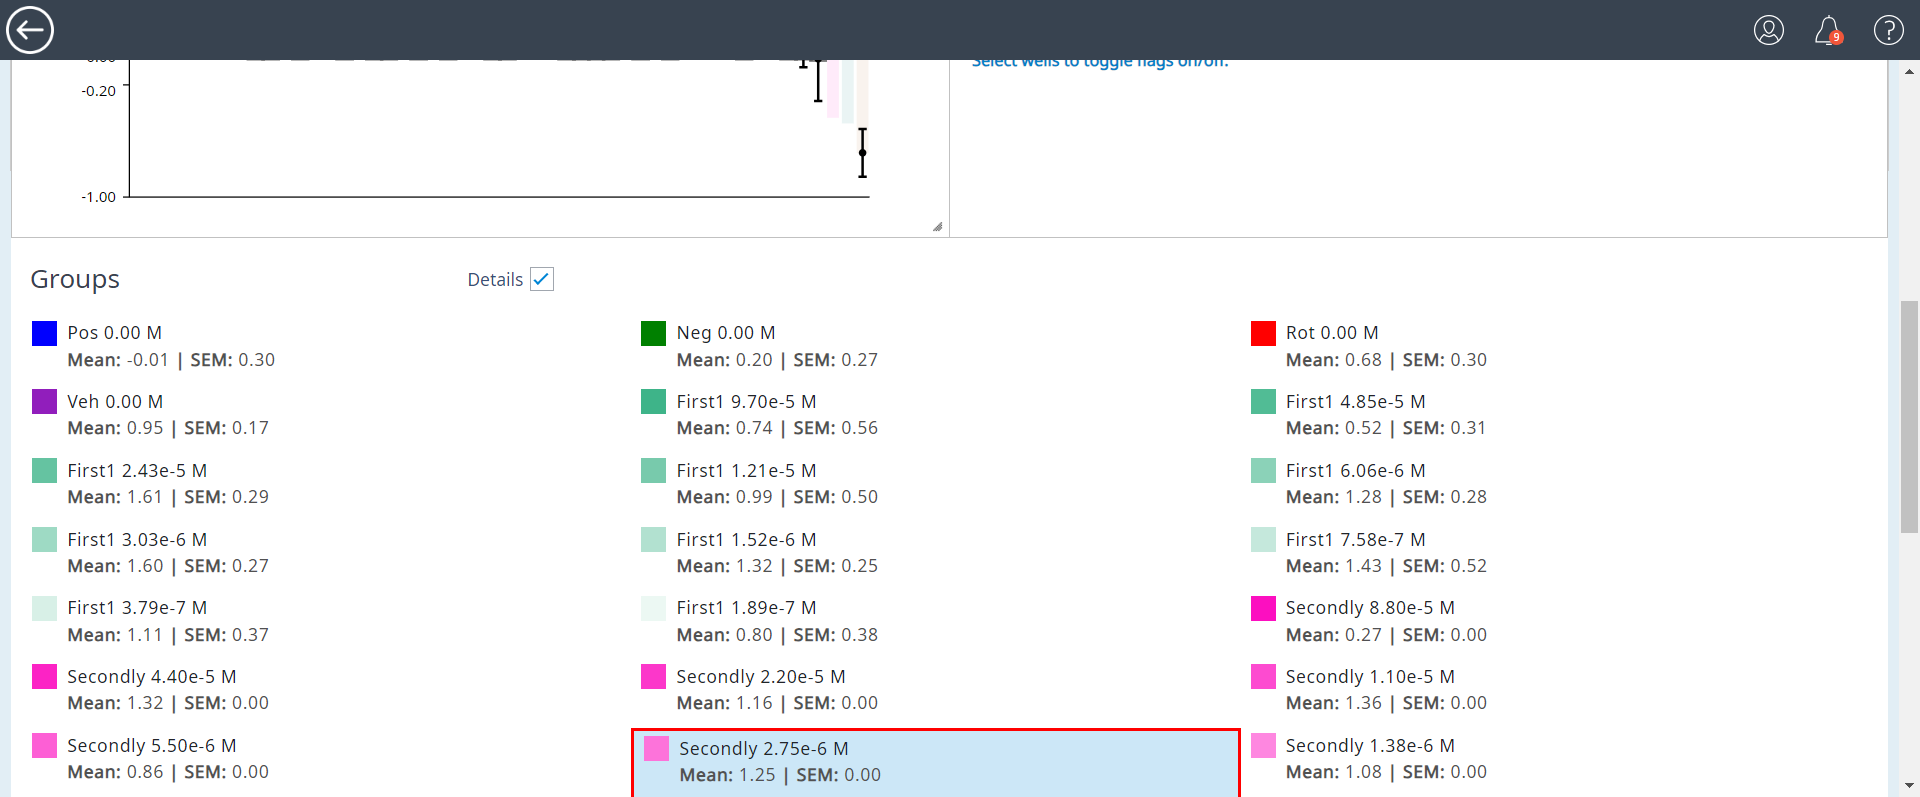 9
Select wells to toggle flags on/off.
-0.20
-1.00
Groups
Details
Pos 0.00 M
Mean: -0.01 | SEM: 0.30
Neg 0.00 M
Mean: 0.20 | SEM: 0.27
Rot 0.00 M
Mean: 0.68 | SEM: 0.30
Veh 0.00 M
Mean: 0.95 | SEM: 0.17
First1 9.70e-5 M
Mean: 0.74 | SEM: 0.56
First1 4.85e-5 M
Mean: 0.52 | SEM: 0.31
First1 2.43e-5 M
Mean: 1.61 | SEM: 0.29
First1 1.21e-5 M
Mean: 0.99 | SEM: 0.50
First1 6.06e-6 M
Mean: 1.28 | SEM: 0.28
First1 3.03e-6 M
Mean: 1.60 | SEM: 0.27
First1 1.52e-6 M
Mean: 1.32 | SEM: 0.25
First1 7.58e-7 M
Mean: 1.43 | SEM: 0.52
First1 3.79e-7 M
Mean: 1.11 | SEM: 0.37
First1 1.89e-7 M
Mean: 0.80 | SEM: 0.38
Secondly 8.80e-5 M
Mean: 0.27 | SEM: 0.00
Secondly 4.40e-5 M
Mean: 1.32 | SEM: 0.00
Secondly 2.20e-5 M
Mean: 1.16 | SEM: 0.00
Secondly 1.10e-5 M
Mean: 1.36 | SEM: 0.00
Secondly 5.50e-6 M
Mean: 0.86 | SEM: 0.00
Secondly 2.75e-6 M
Mean: 1.25 | SEM: 0.00
Secondly 1.38e-6 M
Mean: 1.08 | SEM: 0.00